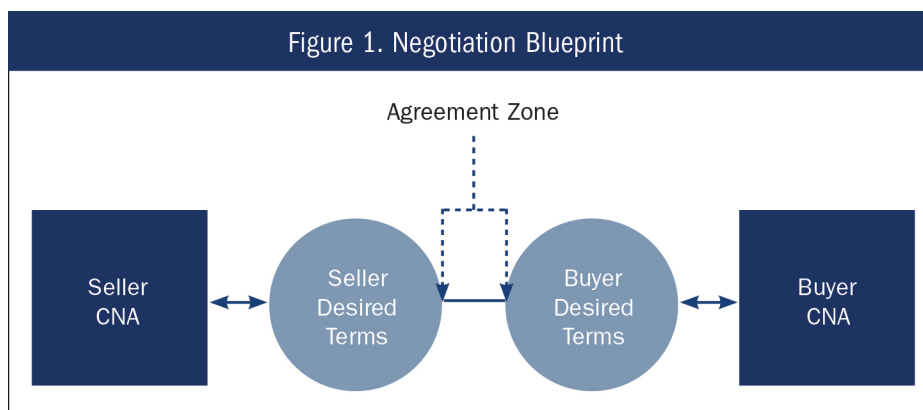 Figure 1. Negotiation Blueprint
Agreement Zone
Seller
CNA
Seller
Desired
Terms
Buyer
Desired
Terms
Buyer
CNA